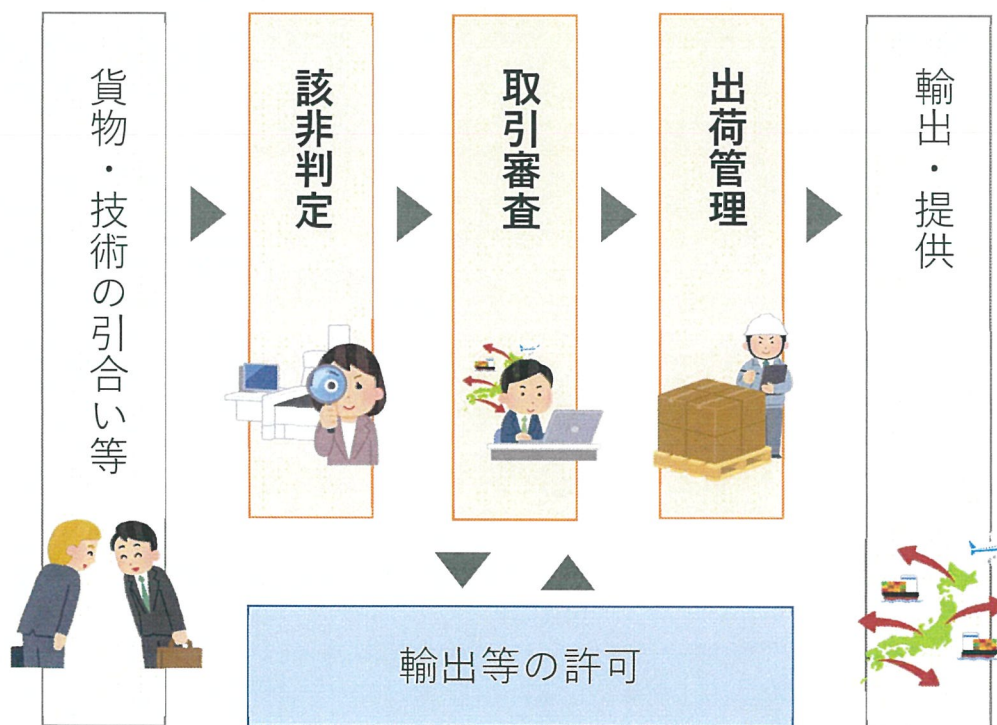 貨物・技術の引合い等
該非判定
取引審査
出荷管理
輸出・提供
輸出等の許可